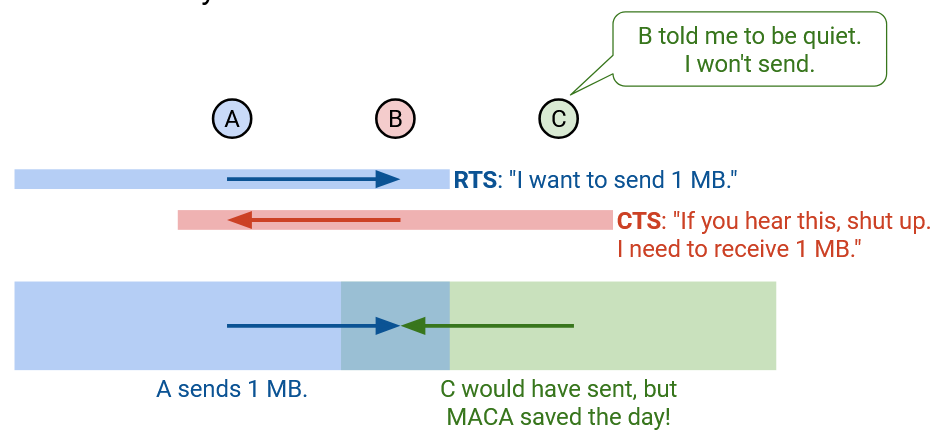 B told me to be quiet.
I won't send.
A
B
C
RTS: "I want to send 1 MB."
CTS: "If you hear this, shut up.
I need to receive 1 MB."
A sends 1 MB.
C would have sent, but
MACA saved the day!